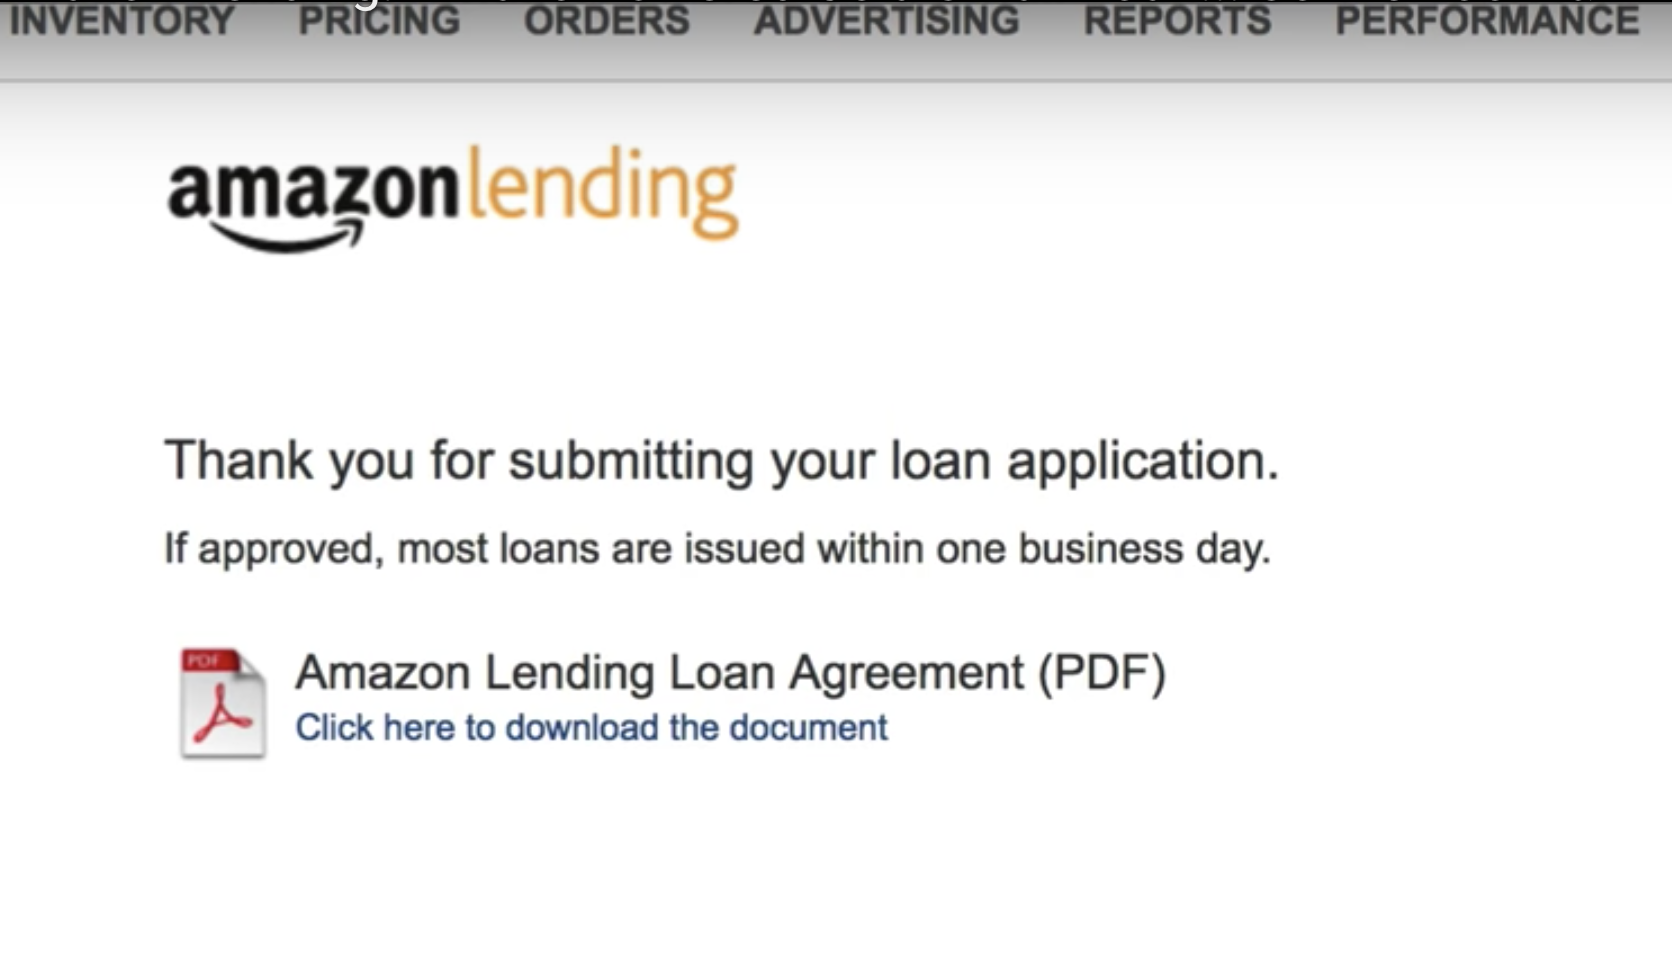 INVENTORY PRICING ORDERS ADVERTISING REPORTS PERFORMANCE
amazonlending
Thank you for submitting your loan application.
If approved, most loans are issued within one business day.
PDF
Amazon Lending Loan Agreement (PDF)
Click here to download the document